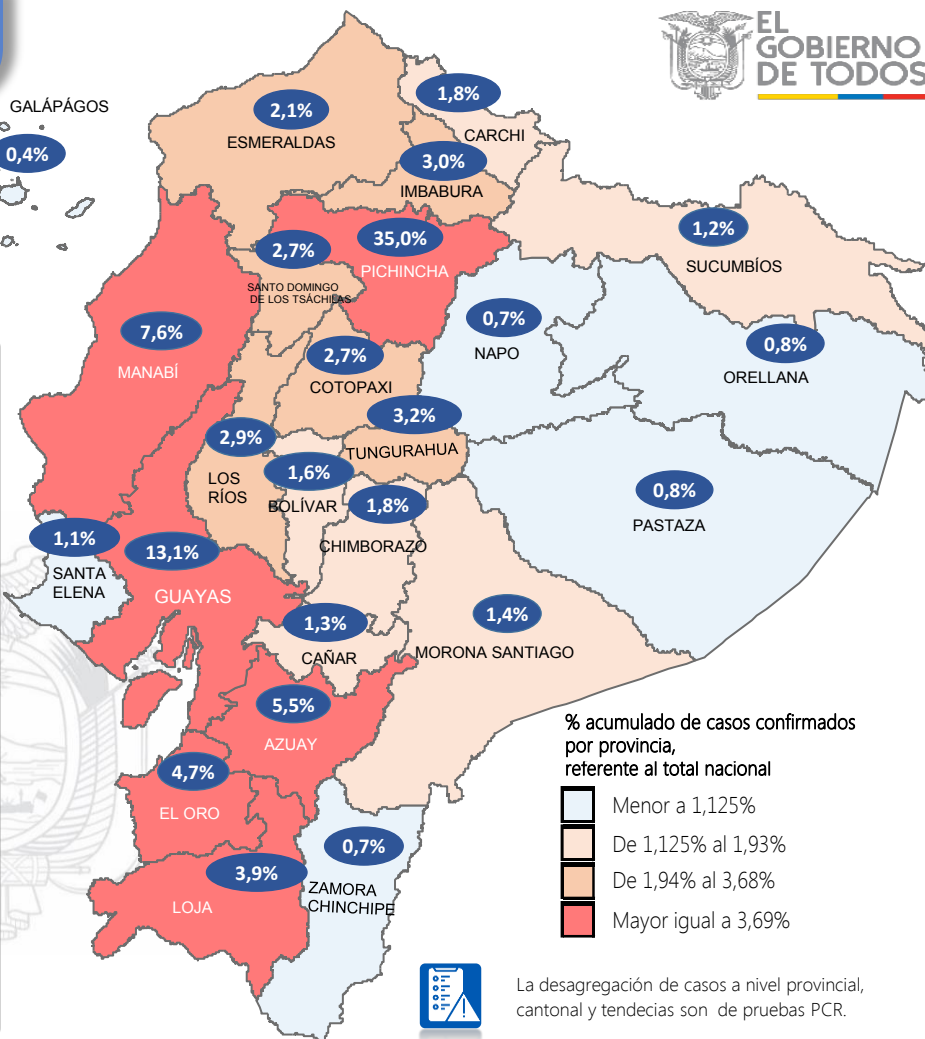 EL
GOBIERNO
DE TODOS
GALÁPAGOS
0,4%
2,1%
ESMERALDAS
1,8%
CARCHI
3,0%
IMBABURA
1,2%
SUCUMBÍOS
2,7%
SANTO DOMINGO
DE LOS TSÁCHILAS
35,0%
PICHINCHA
0,7%
NAPO
0,8%
ORELLANA
7,6%
MANABÍ
2,7%
COTOPAXI
3,2%
TUNGURAHUA
2,9%
LOS
RÍOS
1,6%
BOLÍVAR
1,8%
CHIMBORAZO
0,8%
PASTAZA
1,1%
SANTA
ELENA
13,1%
GUAYAS
1,3%
CAÑAR
1,4%
MORONA SANTIAGO
5,5%
AZUAY
4,7%
EL ORO
3,9%
LOJA
0,7%
ZAMORA
CHINCHIPE
% acumulado de casos confirmados
por provincia,
referente al total nacional
Menor a 1,125%
De 1,125% al 1,93%
De 1,94% al 3,68%
Mayor igual a 3,69%
La desagregación de casos a nivel provincial,
cantonal y tendecias son de pruebas PCR.